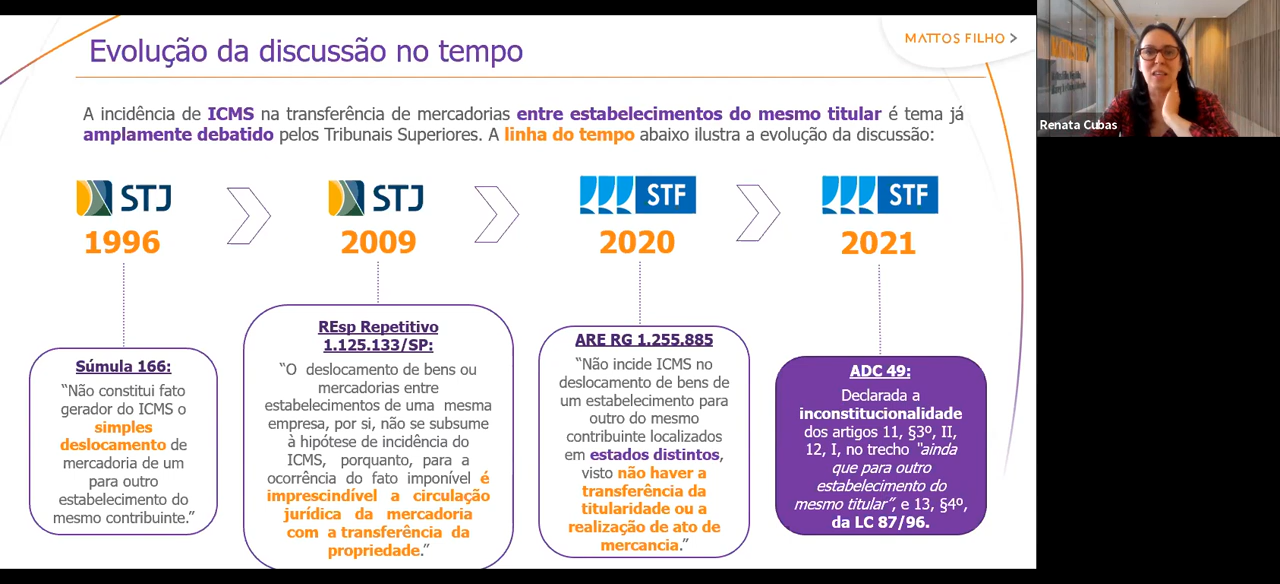 Evolução da discussão no tempo
MATTOS FILHO >
A incidência de ICMS na transferência de mercadorias entre estabelecimentos do mesmo titular é tema já
amplamente debatido pelos Tribunais Superiores. A linha do tempo abaixo ilustra a evolução da discussão:
STJ
1996
STJ
2009
STF
2020
STF
2021
Súmula 166:
“Não constitui fato
gerador do ICMS o
simples
deslocamento de
mercadoria de um
para outro
estabelecimento do
mesmo contribuinte.”
REsp Repetitivo
1.125.133/SP:
“O deslocamento de bens ou
mercadorias entre
estabelecimentos de uma mesma
empresa, por si, não se subsume
à hipótese de incidência do
ICMS, porquanto, para a
ocorrência do fato imponível é
imprescindível a circulação
jurídica da mercadoria
com a transferência da
propriedade.”
ARE RG 1.255.885
“Não incide ICMS no
deslocamento de bens de
um estabelecimento para
outro do mesmo
contribuinte localizados
em estados distintos,
visto não haver a
transferência da
titularidade ou a
realização de ato de
mercancia.”
ADC 49:
Declarada a
inconstitucionalidade
dos artigos 11, §3º, II,
12, I, no trecho “ainda
que para outro
estabelecimento do
mesmo titular”, e 13, §4º,
da LC 87/96.
Renata Cubas